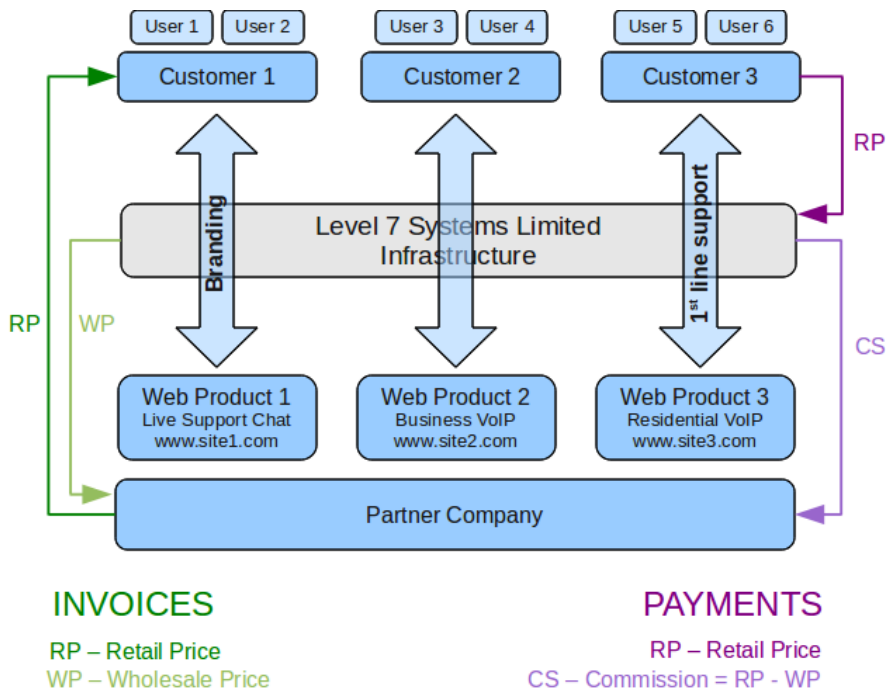 User 1 User 2 User 3 User 4 User 5 User 6
Customer 1 Customer 2 Customer 3
RP
Level 7 Systems Limited
Infrastructure
Branding
1st line support
RP WP CS
Web Product 1 Web Product 2 Web Product 3
Live Support Chat Business VoIP Residential VoIP
www.site1.com www.site2.com www.site3.com
Partner Company
INVOICES PAYMENTS
RP – Retail Price RP – Retail Price
WP – Wholesale Price CS – Commission = RP - WP